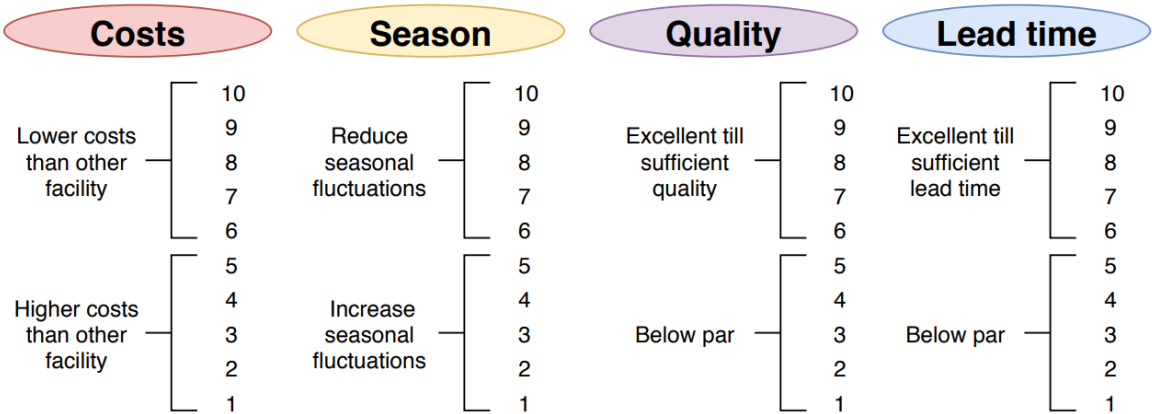 Costs
Season
Quality
Lead time
Lower costs
than other
facility
10
9
8
7
6
Higher costs
than other
facility
5
4
3
2
1
Reduce
seasonal
fluctuations
10
9
8
7
6
Increase
seasonal
fluctuations
5
4
3
2
1
Excellent till
sufficient
quality
10
9
8
7
6
Below par
5
4
3
2
1
Excellent till
sufficient
lead time
10
9
8
7
6
Below par
5
4
3
2
1